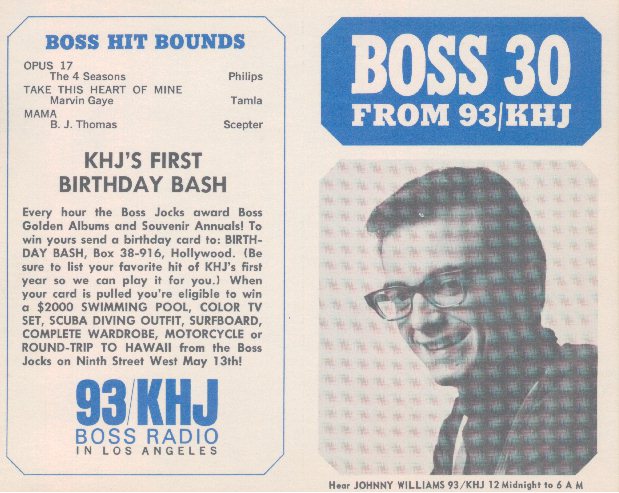 BOSS HIT BOUNDS
OPUS 17
The 4 Seasons Philips
TAKE THIS HEART OF MINE
Marvin Gaye Tamla
MAMA
B. J. Thomas Scepter
KHJ'S FIRST
BIRTHDAY BASH
Every hour the Boss Jocks award Boss
Golden Albums and Souvenir Annuals! To
win yours send a birthday card to: BIRTH-
DAY BASH, Box 38-916, Hollywood. (Be
sure to list your favorite hit of KHJ's first
year so we can play it for you.) When
your card is pulled you're eligible to win
a $2000 SWIMMING POOL, COLOR TV
SET, SCUBA DIVING OUTFIT, SURFBOARD,
COMPLETE WARDROBE, MOTORCYCLE or
ROUND-TRIP TO HAWAII from the Boss
Jocks on Ninth Street West May 13th!
93/KHJ
BOSS RADIO
IN LOS ANGELES
BOSS 30
FROM 93/KHJ
Hear JOHNNY WILLIAMS 93/KHJ 12 Midnight to 6 A M